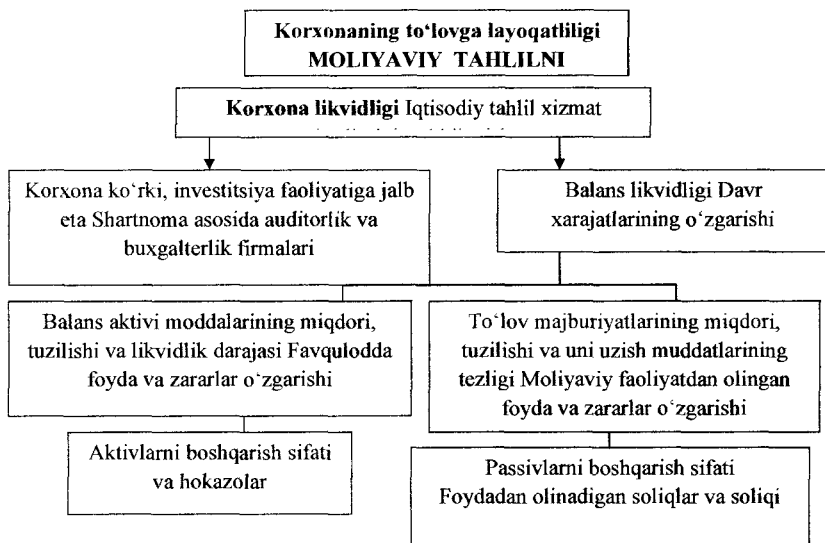 Korxonaning to‘lovga layoqatliligi
MOLIYAVIY TAHLILNI
Korxona likvidligi Iqtisodiy tahlil xizmat
Korxona ko‘rki, investitsiya faoliyatiga jalb
eta Shartnoma asosida auditorlik va
buxgalterlik firmalari
Balans likvidligi Davr
xarajatlarining o‘zgarishi
Balans aktivi moddalarining miqdori,
tuzilishi va likvidlik darajasi Favqulodda
foyda va zararlar o‘zgarishi
To‘lov majburiyatlarining miqdori,
tuzilishi va uni uzish muddatlarining
tezligi Moliyaviy faoliyatdan olingan
foyda va zararlar o‘zgarishi
Aktivlarni boshqarish sifati
va hokazolar
Passivlarni boshqarish sifati
Foydadan olinadigan soliqlar va soliqi